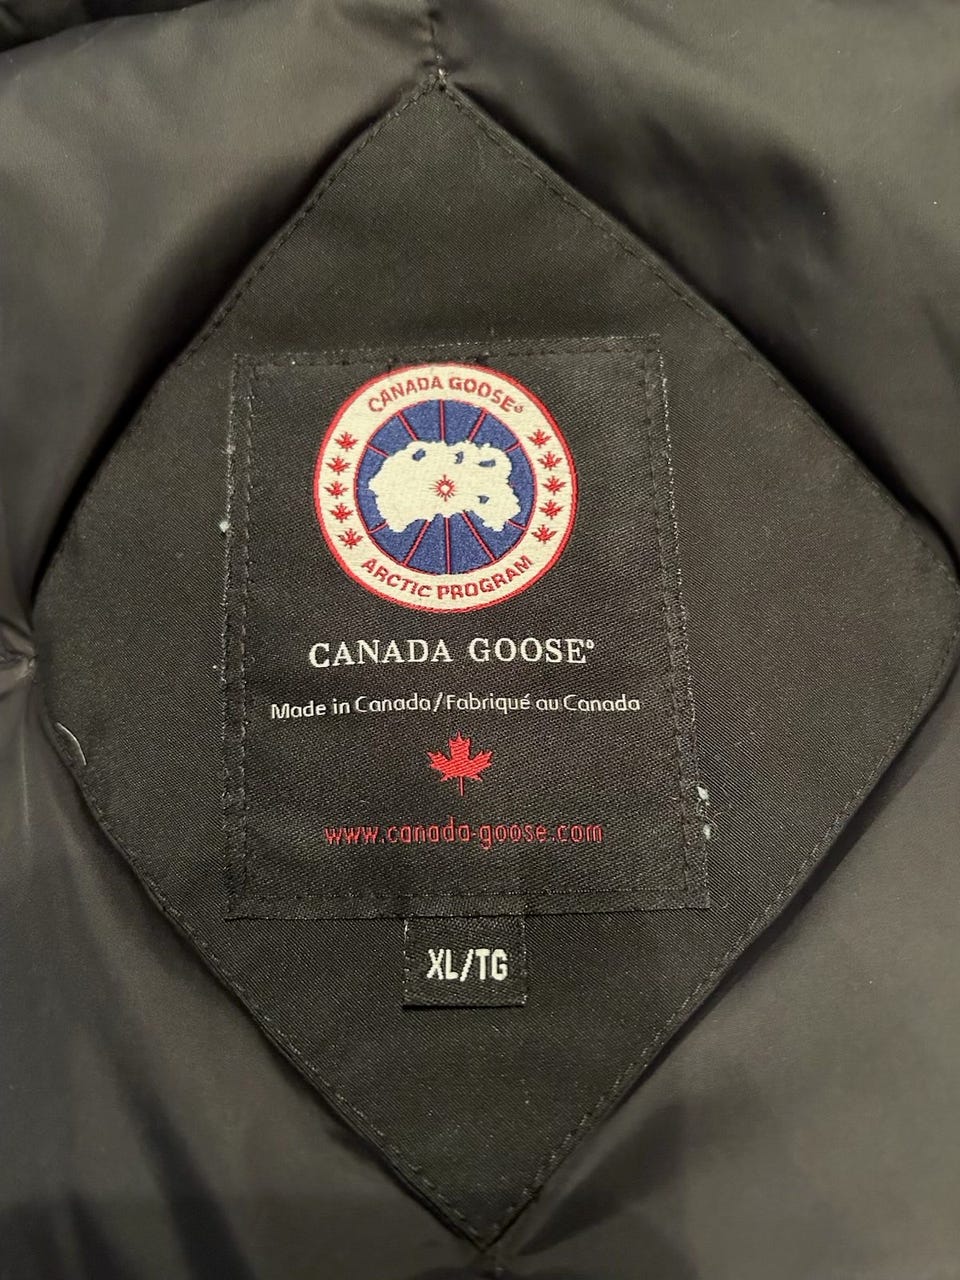 CANADA GOOSE®
ARCTIC PROGRAM
CANADA GOOSE®
Made in Canada/Fabriqué au Canada
www.canada-goose.com
XL/TG